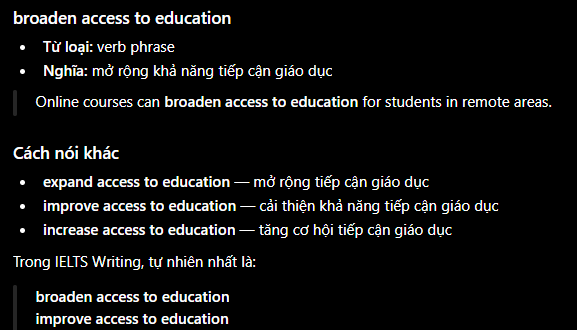 broaden access to education
• Từ loại: verb phrase
• Nghĩa: mở rộng khả năng tiếp cận giáo dục
Online courses can broaden access to education for students in remote areas.
Cách nói khác
• expand access to education — mở rộng tiếp cận giáo dục
• improve access to education — cải thiện khả năng tiếp cận giáo dục
• increase access to education — tăng cơ hội tiếp cận giáo dục
Trong IELTS Writing, tự nhiên nhất là:
broaden access to education
improve access to education